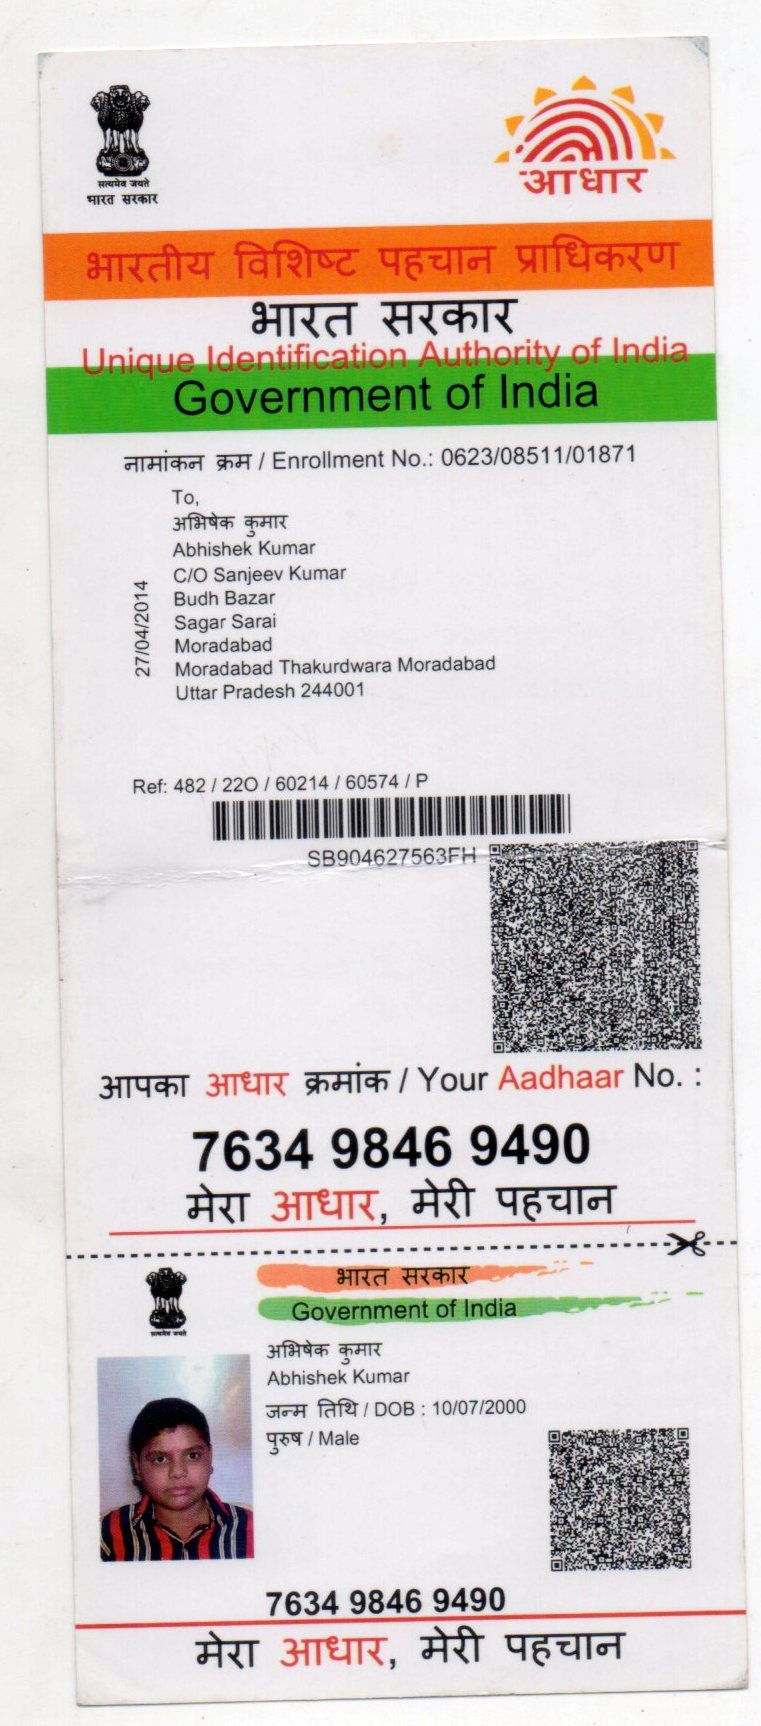 सत्यमेव जयते
भारत सरकार
आधार
भारतीय विशिष्ट पहचान प्राधिकरण
भारत सरकार
Unique Identification Authority of India
Government of India
नामांकन क्रम / Enrollment No.: 0623/08511/01871
To,
अभिषेक कुमार
Abhishek Kumar
C/O Sanjeev Kumar
Budh Bazar
Sagar Sarai
Moradabad
Moradabad Thakurdwara Moradabad
Uttar Pradesh 244001
27/04/2014
Ref: 482 / 22O / 60214 / 60574 / P
SB904627563FH
आपका आधार क्रमांक / Your Aadhaar No. :
7634 9846 9490
मेरा आधार, मेरी पहचान
सत्यमेव जयते
भारत सरकार
Government of India
अभिषेक कुमार
Abhishek Kumar
जन्म तिथि / DOB : 10/07/2000
पुरुष / Male
7634 9846 9490
मेरा आधार, मेरी पहचान